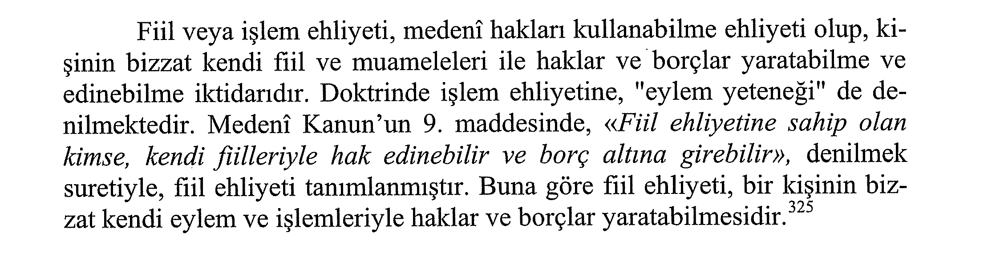 Fiil veya işlem ehliyeti, medenî hakları kullanabilme ehliyeti olup, ki-
şinin bizzat kendi fiil ve muameleleri ile haklar ve borçlar yaratabilme ve
edinebilme iktidarıdır. Doktrinde işlem ehliyetine, "eylem yeteneği" de de-
nilmektedir. Medenî Kanun’un 9. maddesinde, «Fiil ehliyetine sahip olan
kimse, kendi fiilleriyle hak edinebilir ve borç altına girebilir», denilmek
suretiyle, fiil ehliyeti tanımlanmıştır. Buna göre fiil ehliyeti, bir kişinin biz-
zat kendi eylem ve işlemleriyle haklar ve borçlar yaratabilmesidir.325